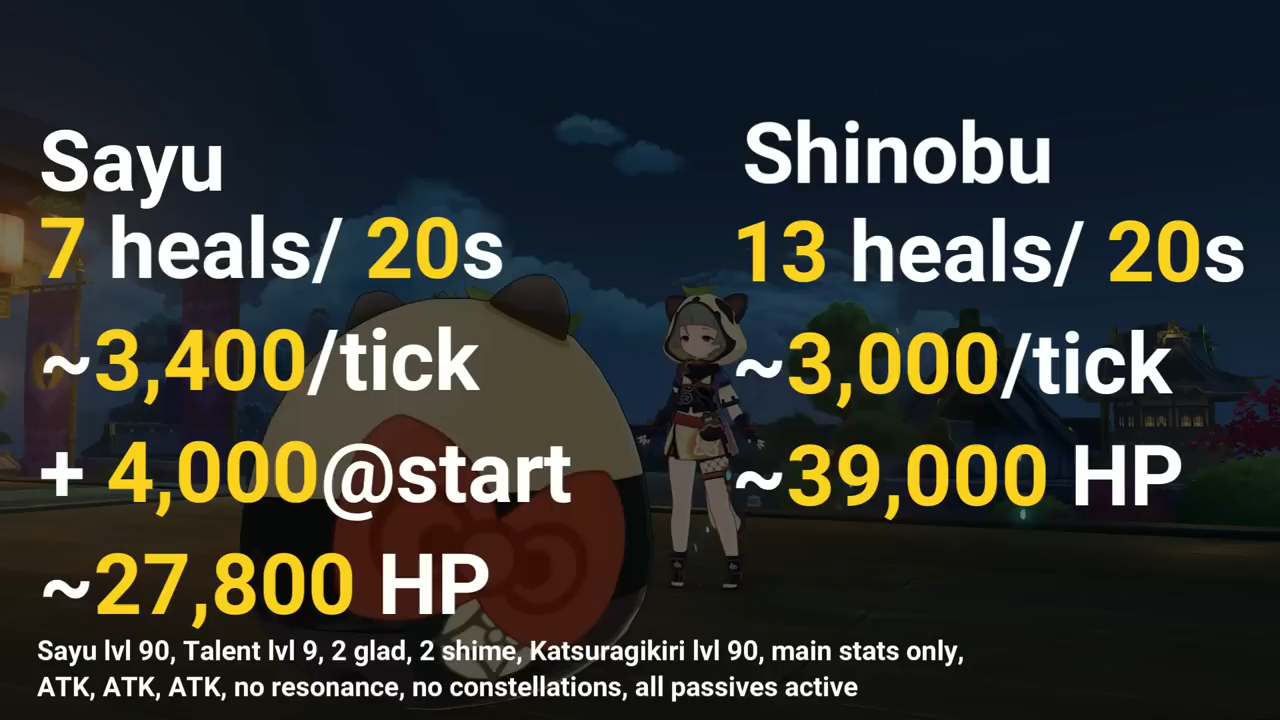 Sayu
7 heals/ 20s
~3,400/tick
+ 4,000@start
~27,800 HP
Shinobu
13 heals/ 20s
~3,000/tick
~39,000 HP
Sayu lvl 90, Talent lvl 9, 2 glad, 2 shime, Katsuragikiri lvl 90, main stats only,
ATK, ATK, ATK, no resonance, no constellations, all passives active